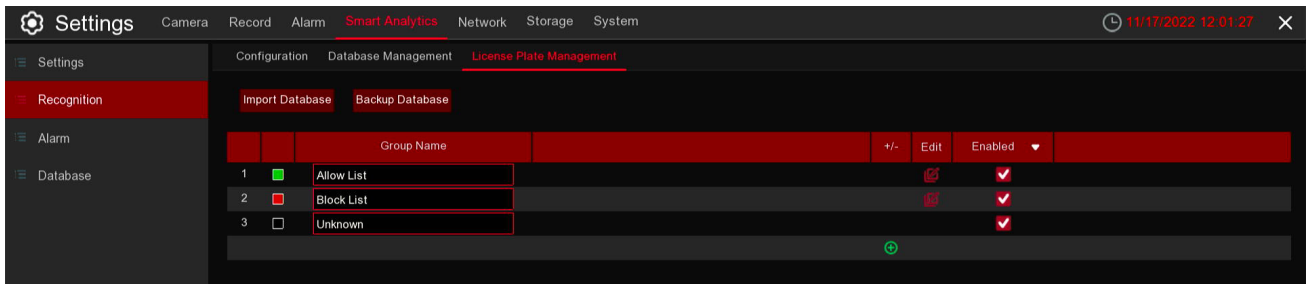 Settings Camera Record Alarm Smart Analytics Network Storage System 11/17/2022 12:01:27
Settings
Configuration Database Management License Plate Management
Recognition
Import Database Backup Database
Alarm
Group Name +/- Edit Enabled
Database
1 Allow List
2 Block List
3 Unknown